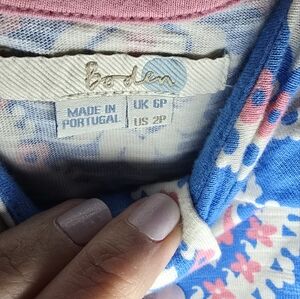 Boden
MADE IN
PORTUGAL
UK 6P
US 2P